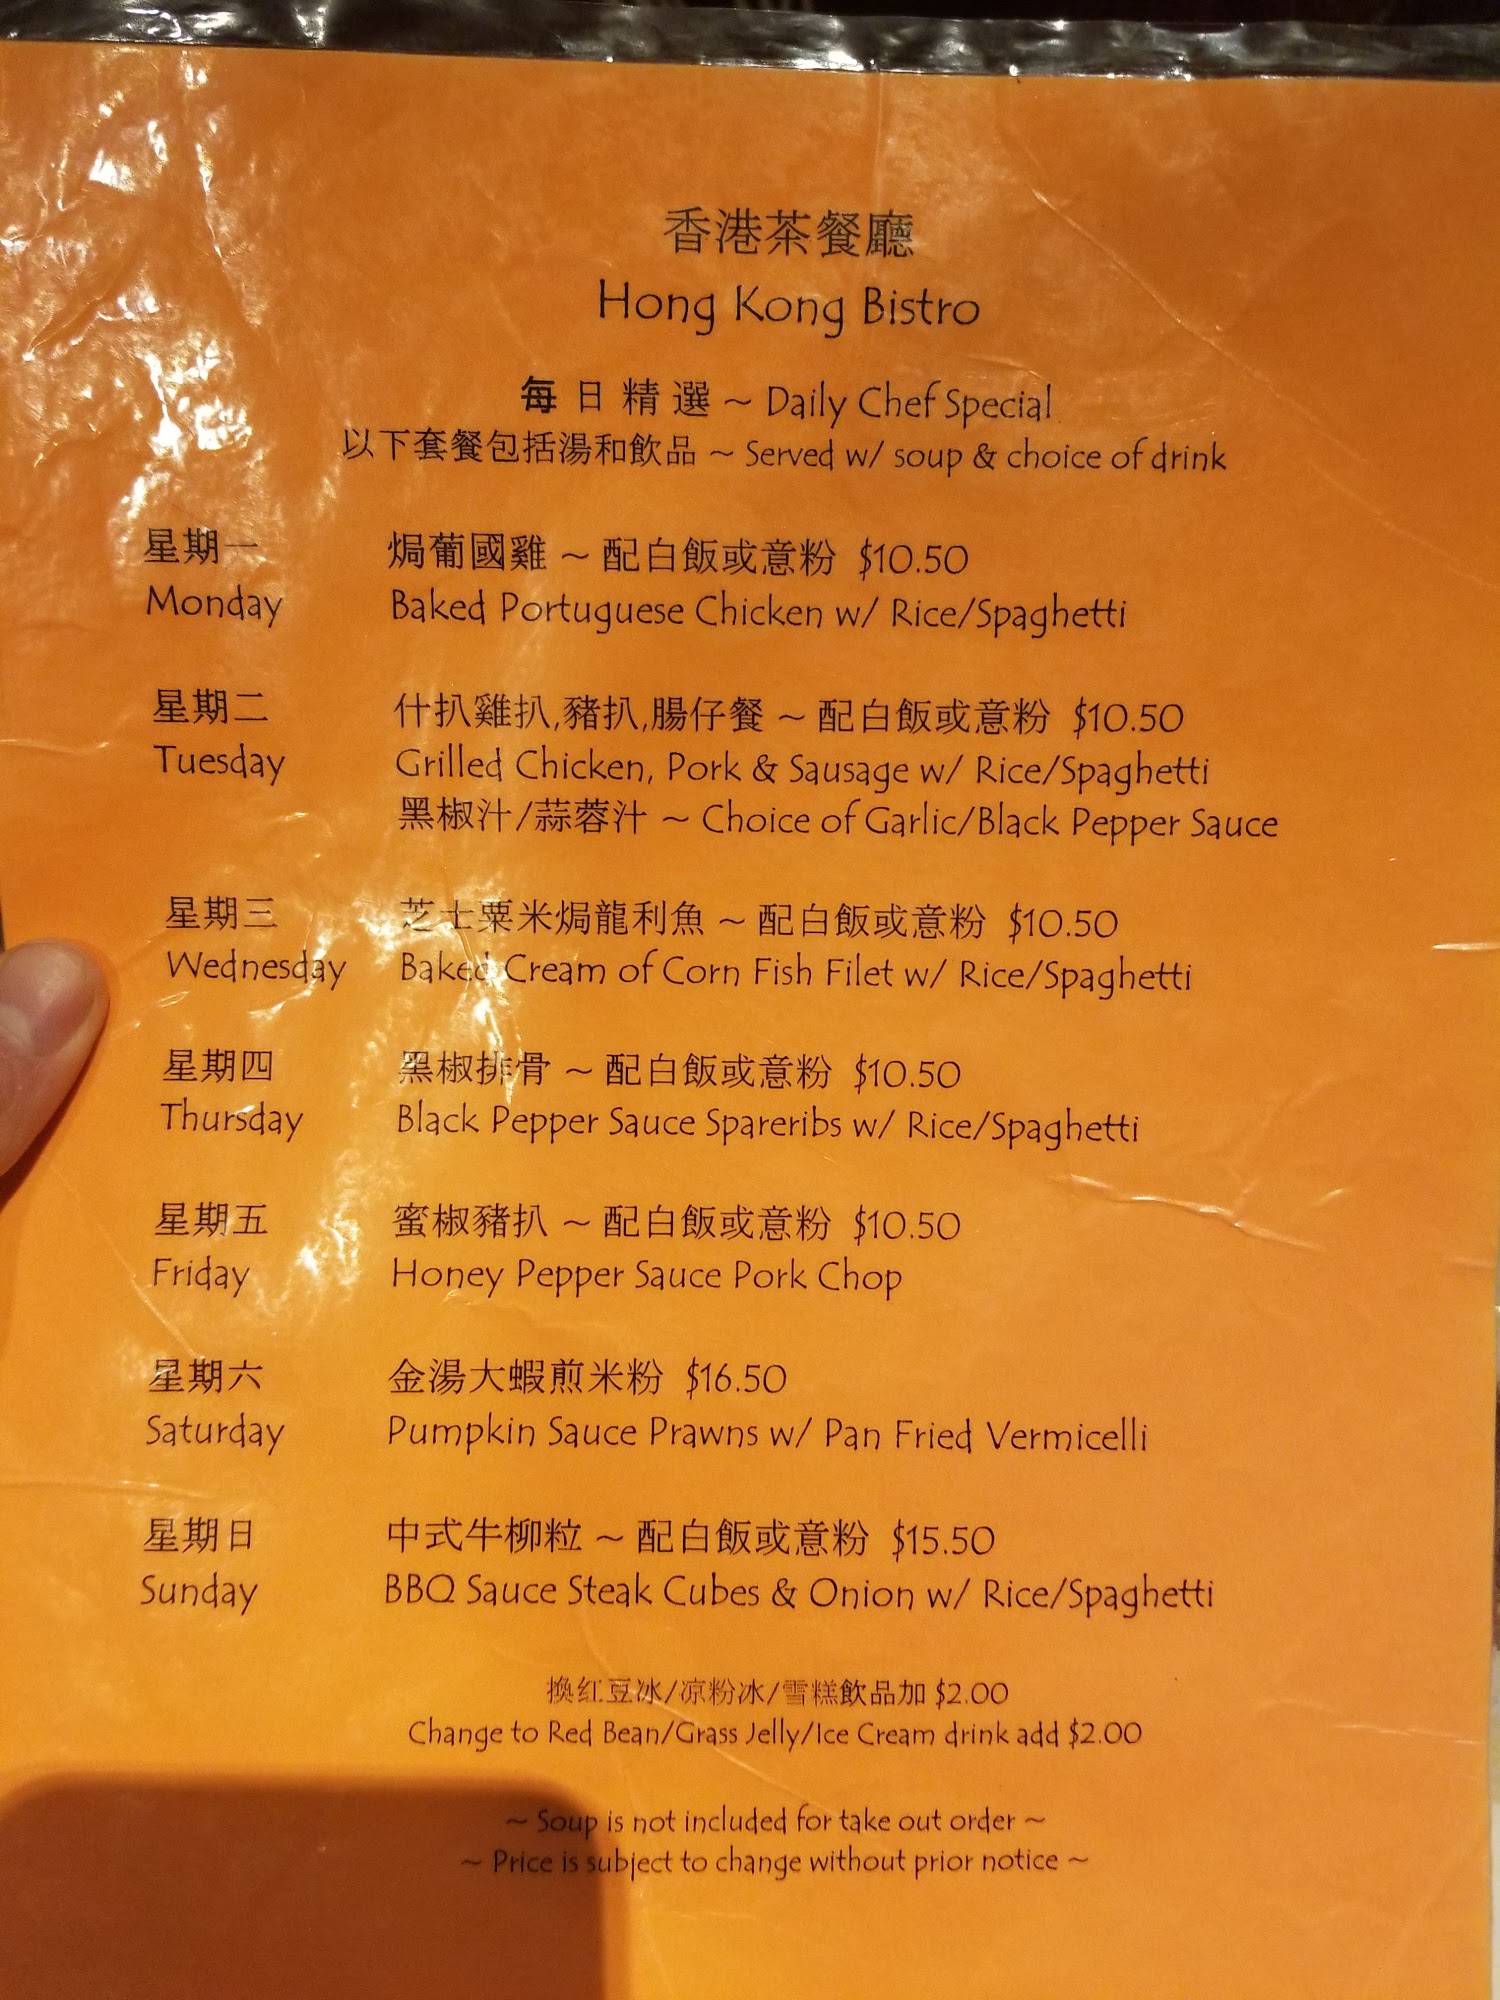 香港茶餐廳
Hong Kong Bistro
每日精選 ~ Daily Chef Special
以下套餐包括湯和飲品 ~ Served w/ soup & choice of drink
星期一 焗葡國雞 ~ 配白飯或意粉 $10.50
Monday Baked Portuguese Chicken w/ Rice/Spaghetti
星期二 什扒雞扒,豬扒,腸仔餐 ~ 配白飯或意粉 $10.50
Tuesday Grilled Chicken, Pork & Sausage w/ Rice/Spaghetti
黑椒汁/蒜蓉汁 ~ Choice of Garlic/Black Pepper Sauce
星期三 芝士粟米焗龍利魚 ~ 配白飯或意粉 $10.50
Wednesday Baked Cream of Corn Fish Filet w/ Rice/Spaghetti
星期四 黑椒排骨 ~ 配白飯或意粉 $10.50
Thursday Black Pepper Sauce Spareribs w/ Rice/Spaghetti
星期五 蜜椒豬扒 ~ 配白飯或意粉 $10.50
Friday Honey Pepper Sauce Pork Chop
星期六 金湯大蝦煎米粉 $16.50
Saturday Pumpkin Sauce Prawns w/ Pan Fried Vermicelli
星期日 中式牛柳粒 ~ 配白飯或意粉 $15.50
Sunday BBQ Sauce Steak Cubes & Onion w/ Rice/Spaghetti
換红豆冰/凉粉冰/雪糕飲品加 $2.00
Change to Red Bean/Grass Jelly/Ice Cream drink add $2.00
~ Soup is not included for take out order ~
~ Price is subject to change without prior notice ~